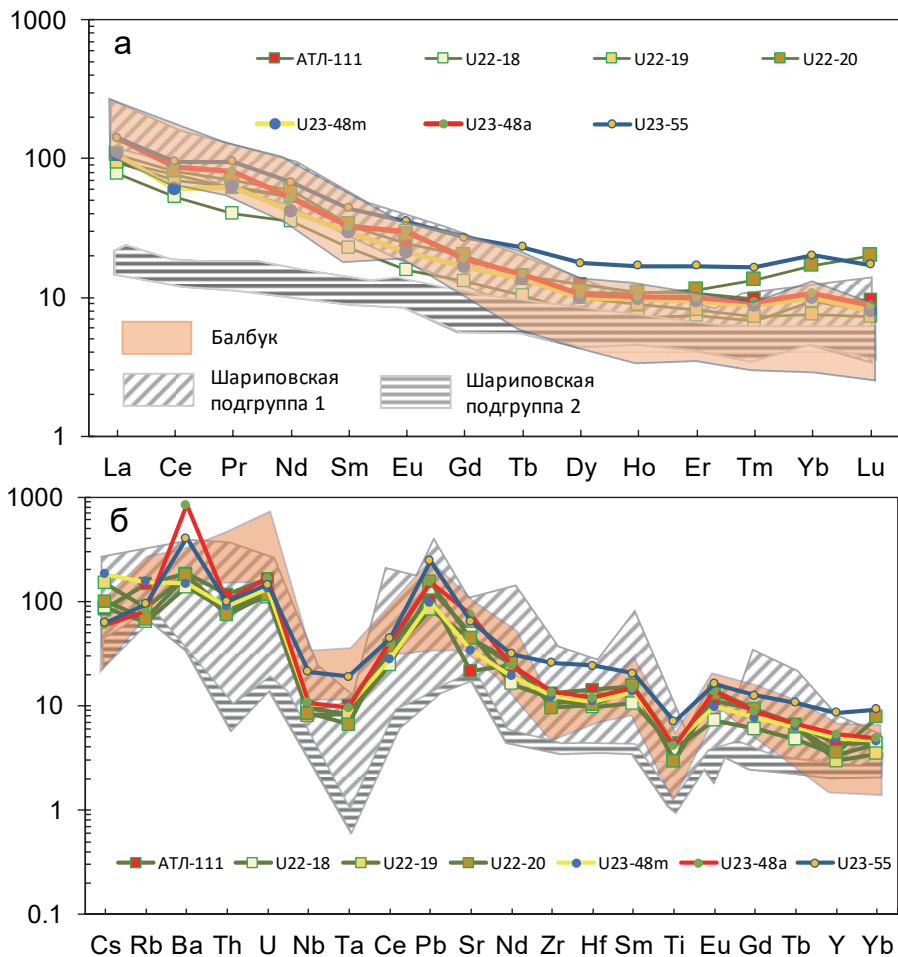 1000
а
АТЛ-111 U22-18 U22-19 U22-20
U23-48m U23-48a U23-55
100
10
Балбук
Шариповская
подгруппа 1
Шариповская
подгруппа 2
1
La Ce Pr Nd Sm Eu Gd Tb Dy Ho Er Tm Yb Lu
1000
б
100
10
1
АТЛ-111 U22-18 U22-19 U22-20 U23-48m U23-48a U23-55
0.1
Cs Rb Ba Th U Nb Ta Ce Pb Sr Nd Zr Hf Sm Ti Eu Gd Tb Y Yb